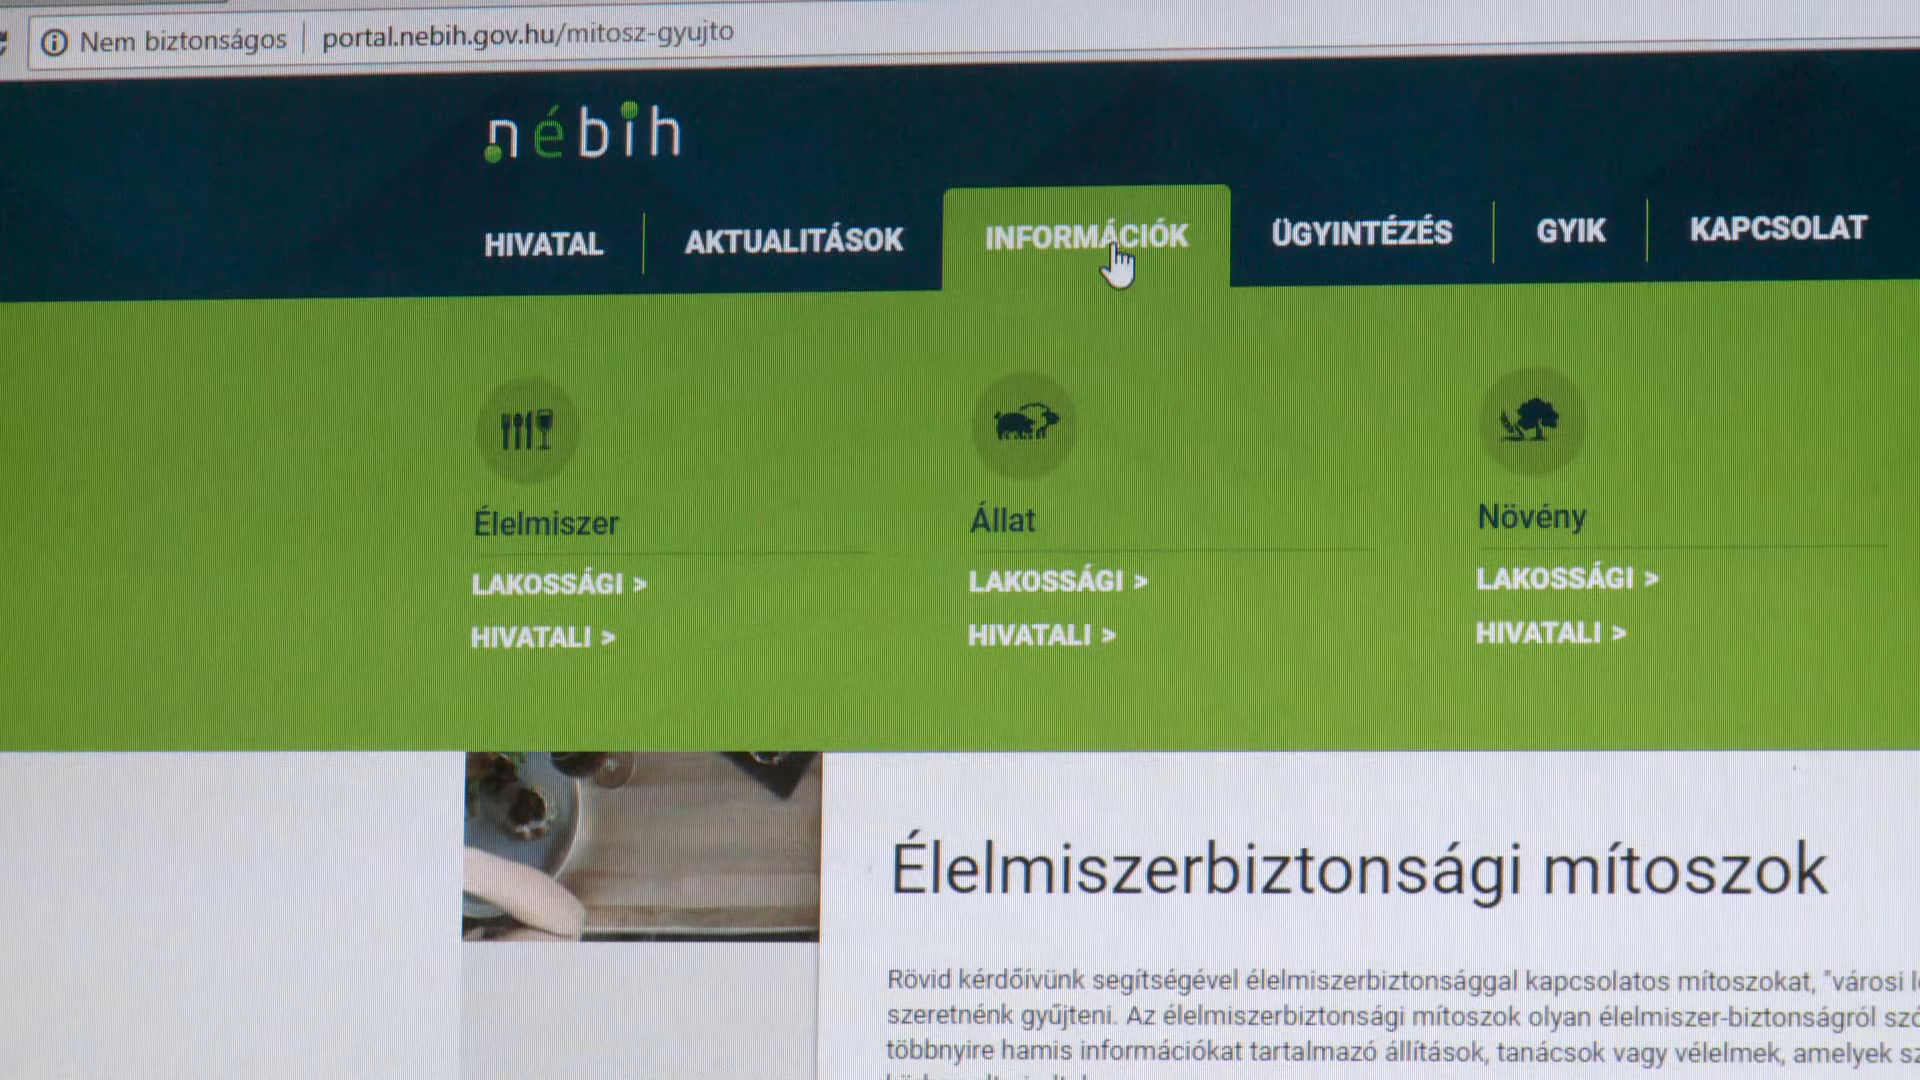 Nem biztonságos | portal.nebih.gov.hu/mitosz-gyujto
nébih
HIVATAL
AKTUALITÁSOK
INFORMÁCIÓK
ÜGYINTÉZÉS
GYIK
KAPCSOLAT
Élelmiszer
LAKOSSÁGI >
HIVATALI >
Állat
LAKOSSÁGI >
HIVATALI >
Növény
LAKOSSÁGI >
HIVATALI >
Élelmiszerbiztonsági mítoszok
Rövid kérdőívünk segítségével élelmiszerbiztonsággal kapcsolatos mítoszokat, "városi
szeretnénk gyűjteni. Az élelmiszerbiztonsági mítoszok olyan élelmiszer-biztonságról
többnyire hamis információkat tartalmazó állítások, tanácsok vagy vélelmek, amelyek